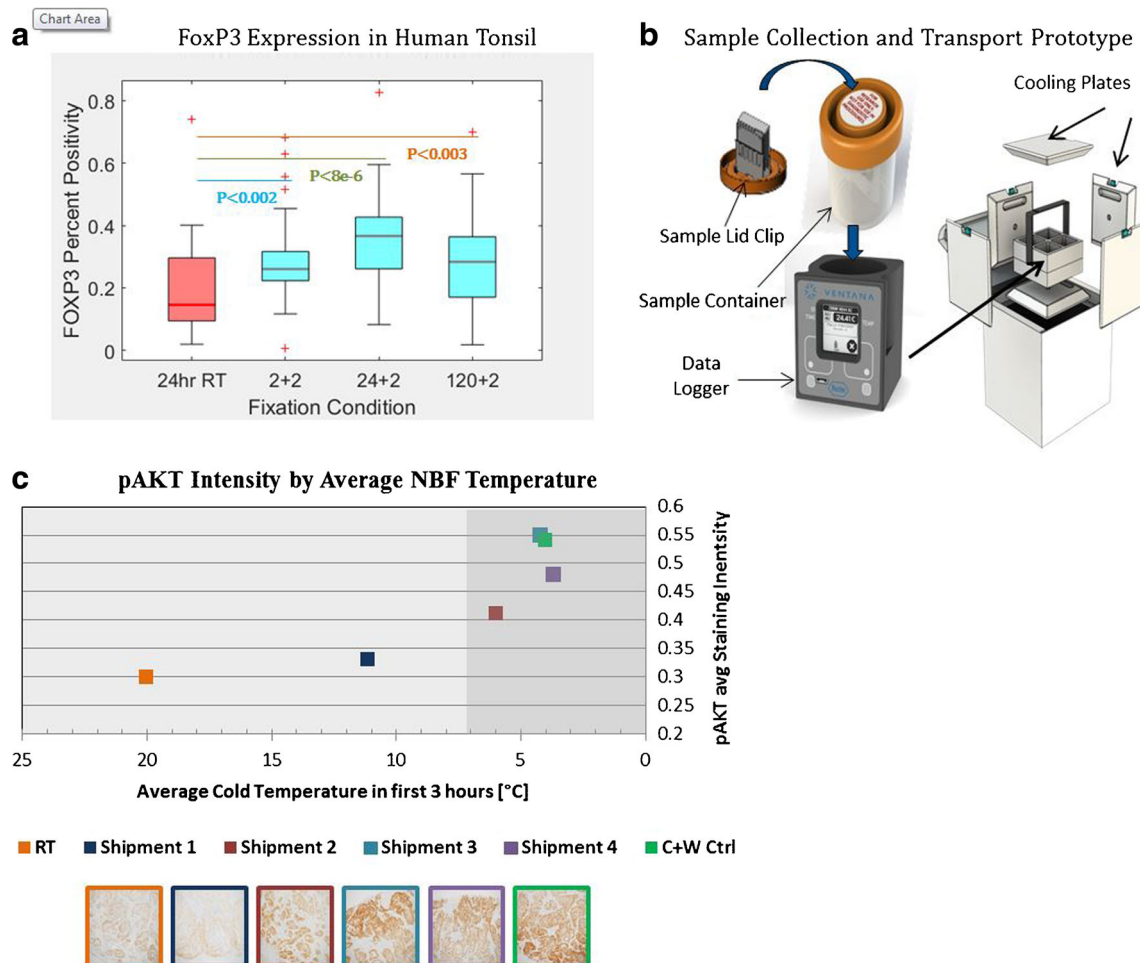 Chart Area
a
FoxP3 Expression in Human Tonsil
FOXP3 Percent Positivity
0.8
0.6
0.4
0.2
0
P<0.003
P<8e-6
P<0.002
24hr RT 2+2 24+2 120+2
Fixation Condition
b
Sample Collection and Transport Prototype
Cooling Plates
Sample Lid Clip
Sample Container
VENTANA
24.41C
Data
Logger
c
pAKT Intensity by Average NBF Temperature
0.6
0.55
0.5
0.45
0.4
0.35
0.3
0.25
0.2
pAKT avg Staining Inentsity
25 20 15 10 5 0
Average Cold Temperature in first 3 hours [°C]
RT Shipment 1 Shipment 2 Shipment 3 Shipment 4 C+W Ctrl